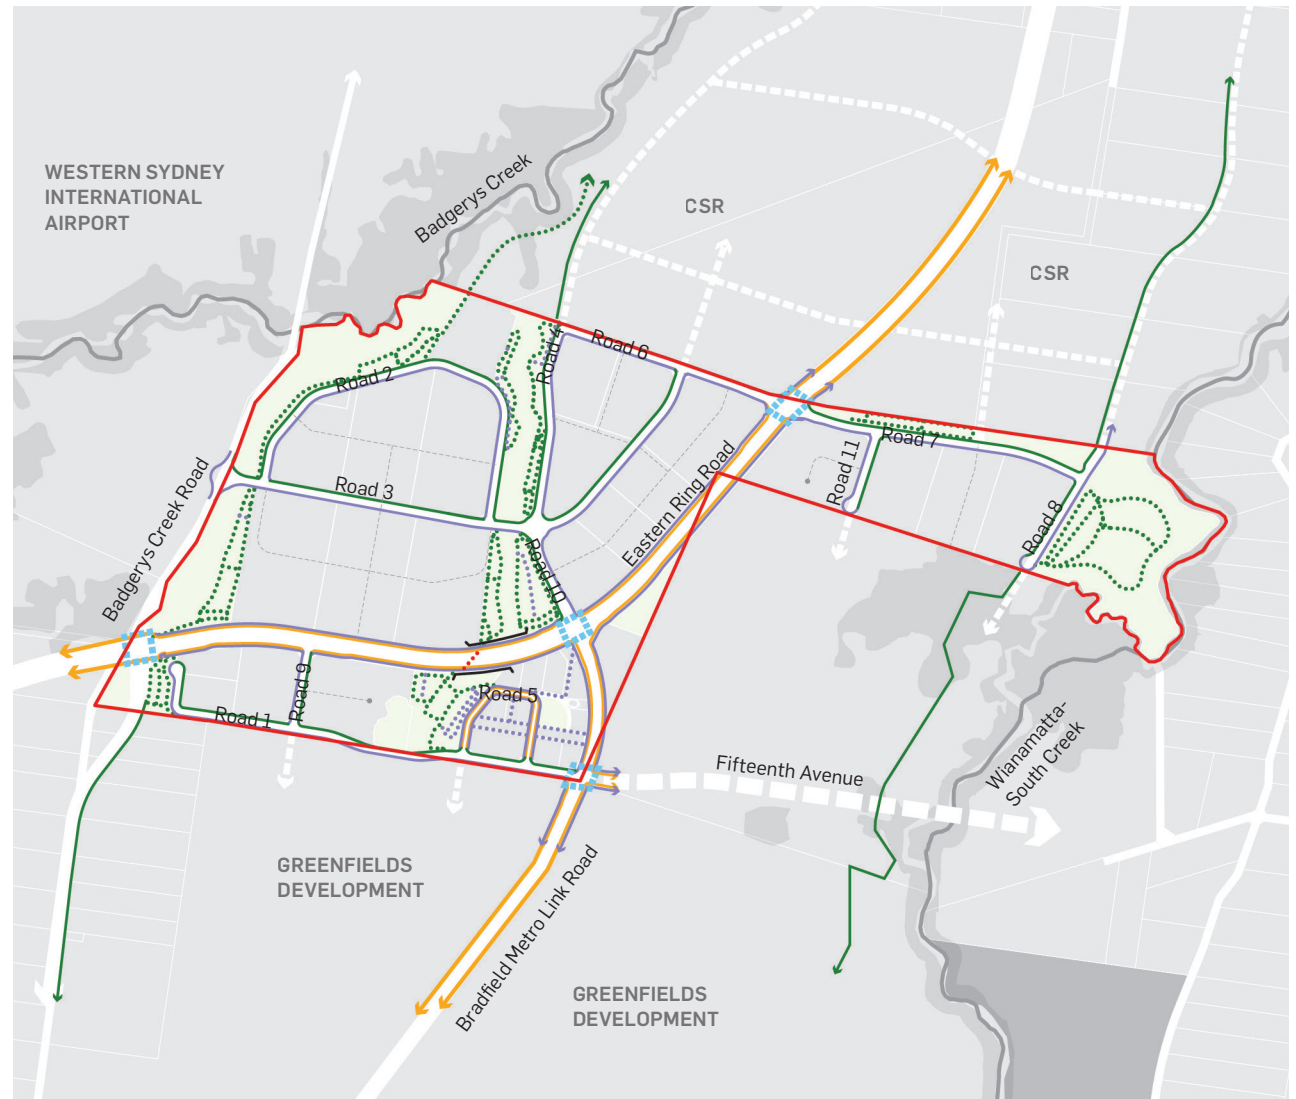 WESTERN SYDNEY
INTERNATIONAL
AIRPORT
Badgerys Creek
CSR
CSR
Road 4
Road 6
Road 2
Road 7
Road 11
Eastern Ring Road
Road 3
Badgerys Creek Road
Road 8
Road 10
Road 9
Road 5
Road 1
Wianamatta-
South Creek
Fifteenth Avenue
GREENFIELDS
DEVELOPMENT
Bradfield Metro Link Road
GREENFIELDS
DEVELOPMENT